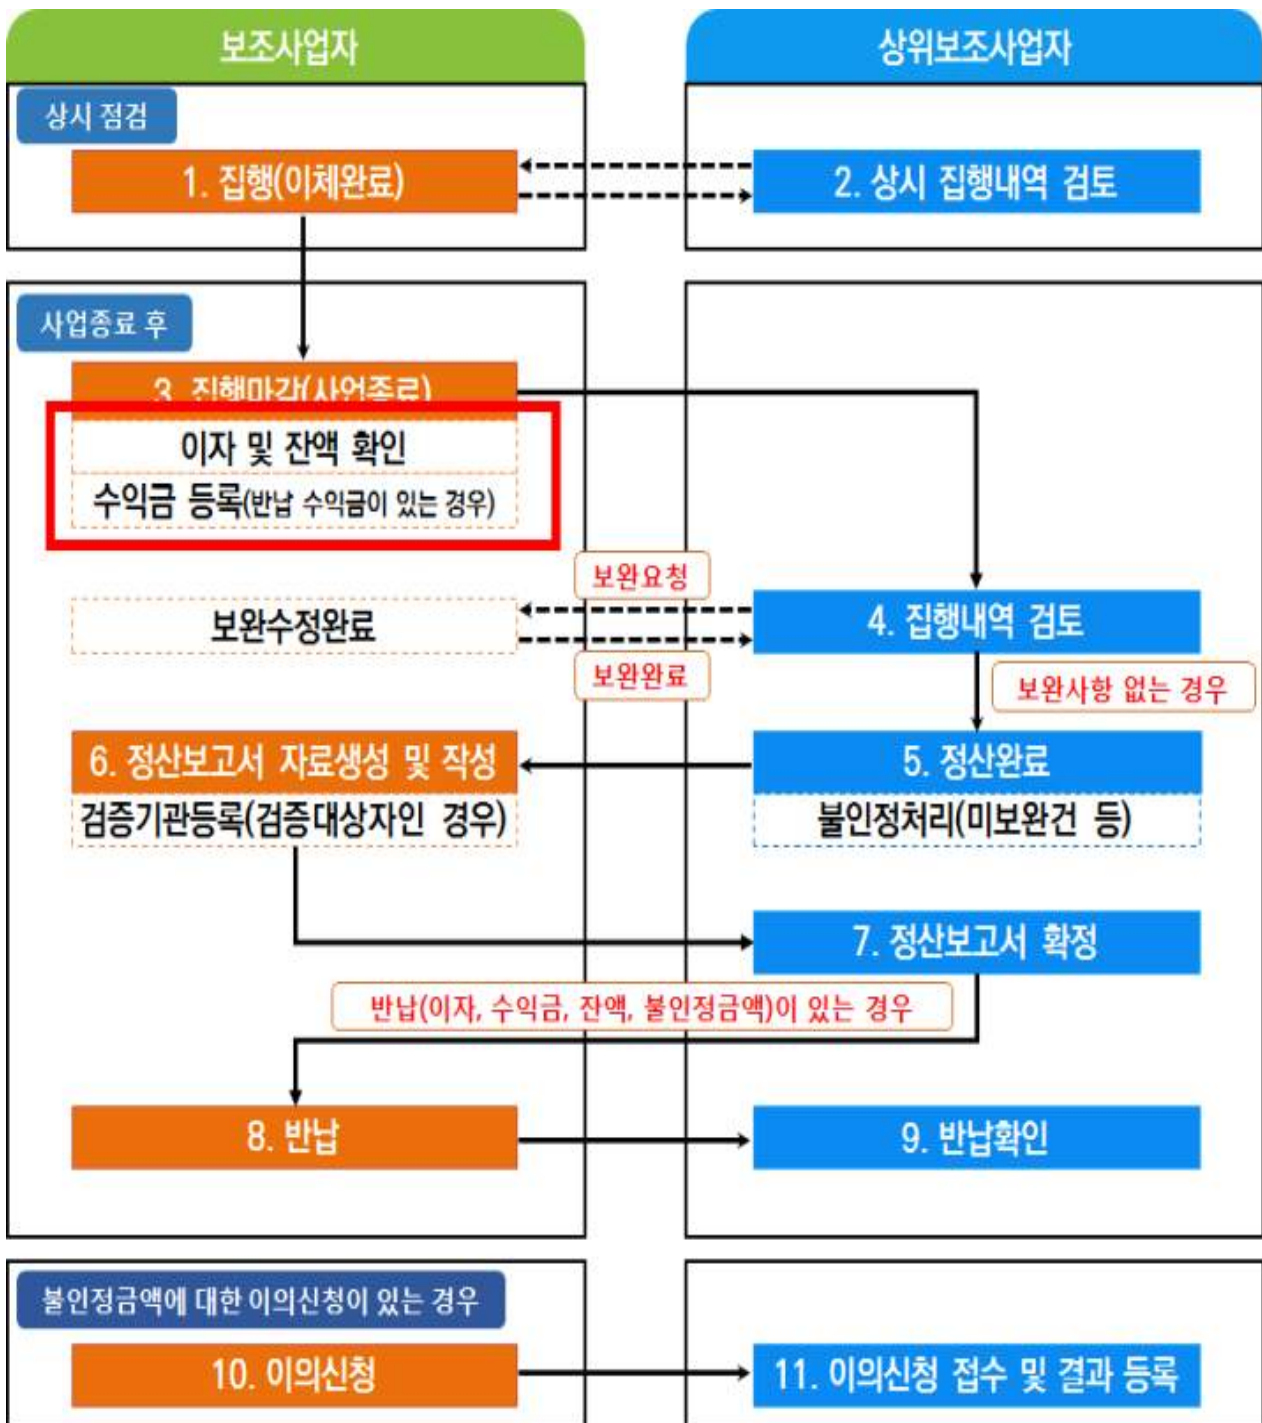 보조사업자
상위보조사업자
상시 점검
1. 집행(이체완료)
2. 상시 집행내역 검토
사업종료 후
3. 집행마감(사업종료)
이자 및 잔액 확인
수익금 등록(반납 수익금이 있는 경우)
보완요청
보완수정완료
4. 집행내역 검토
보완완료
보완사항 없는 경우
6. 정산보고서 자료생성 및 작성
5. 정산완료
검증기관등록(검증대상자인 경우)
불인정처리(미보완건 등)
7. 정산보고서 확정
반납(이자, 수익금, 잔액, 불인정금액)이 있는 경우
8. 반납
9. 반납확인
불인정금액에 대한 이의신청이 있는 경우
10. 이의신청
11. 이의신청 접수 및 결과 등록